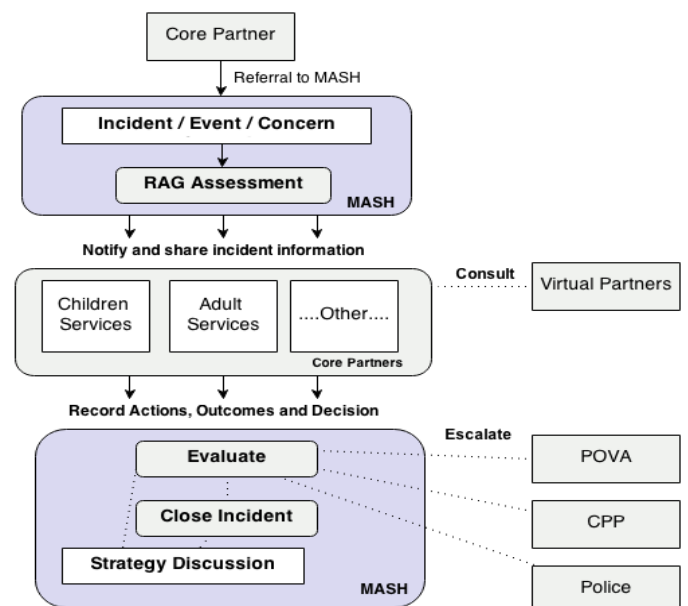 Core Partner
Referral to MASH
Incident / Event / Concern
RAG Assessment
MASH
Notify and share incident information
Children
Services
Adult
Services
....Other....
Core Partners
Consult
Virtual Partners
Record Actions, Outcomes and Decision
Evaluate
Close Incident
Strategy Discussion
MASH
Escalate
POVA
CPP
Police